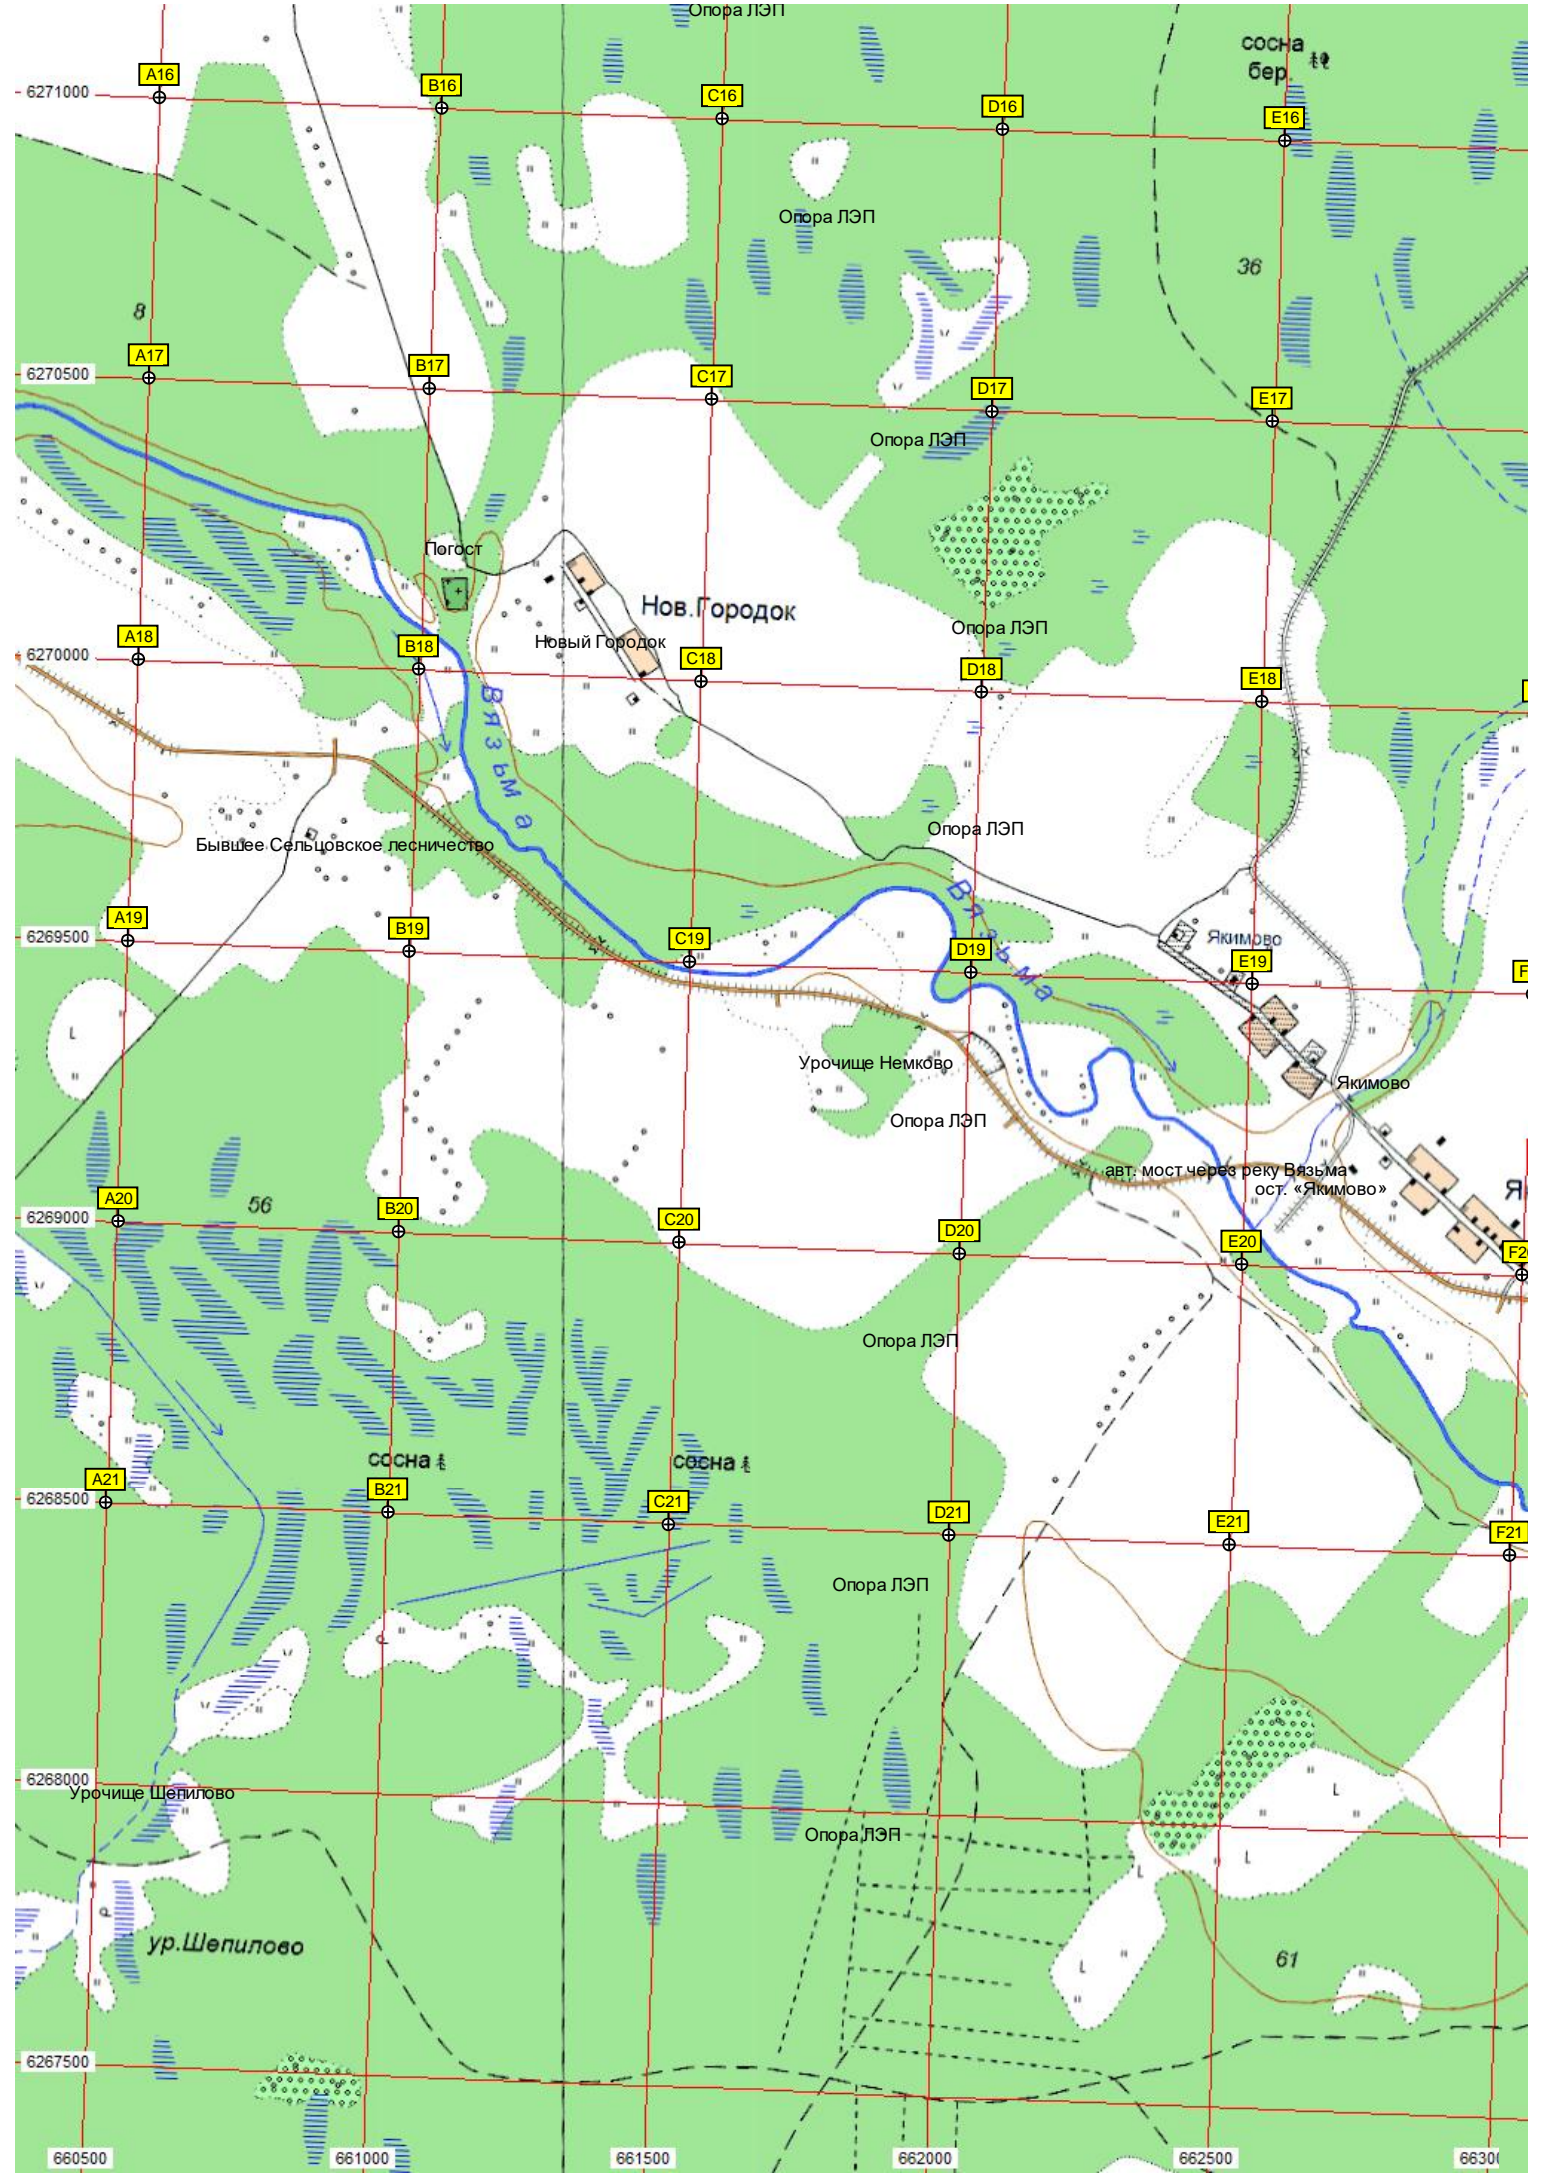 Опора ЛЭП
сосна
бер.
A16
B16
C16
D16
E16
6271000
Опора ЛЭП
36
8
A17
B17
C17
D17
E17
6270500
Опора ЛЭП
Погост
Нов.Городок
Новый Городок
Опора ЛЭП
A18
B18
C18
D18
E18
6270000
Вязьма
Опора ЛЭП
Бывшее Сельцовское лесничество
Вязьма
A19
B19
C19
D19
Якимово
E19
F
6269500
Урочище Немково
Якимово
Опора ЛЭП
авт. мост через реку Вязьма
ост. «Якимово»
Я
56
A20
B20
C20
D20
E20
F20
6269000
Опора ЛЭП
сосна
сосна
A21
B21
C21
D21
E21
F21
6268500
Опора ЛЭП
6268000
Урочище Шепилово
Опора ЛЭП
ур.Шепилово
61
6267500
660500
661000
661500
662000
662500
66300